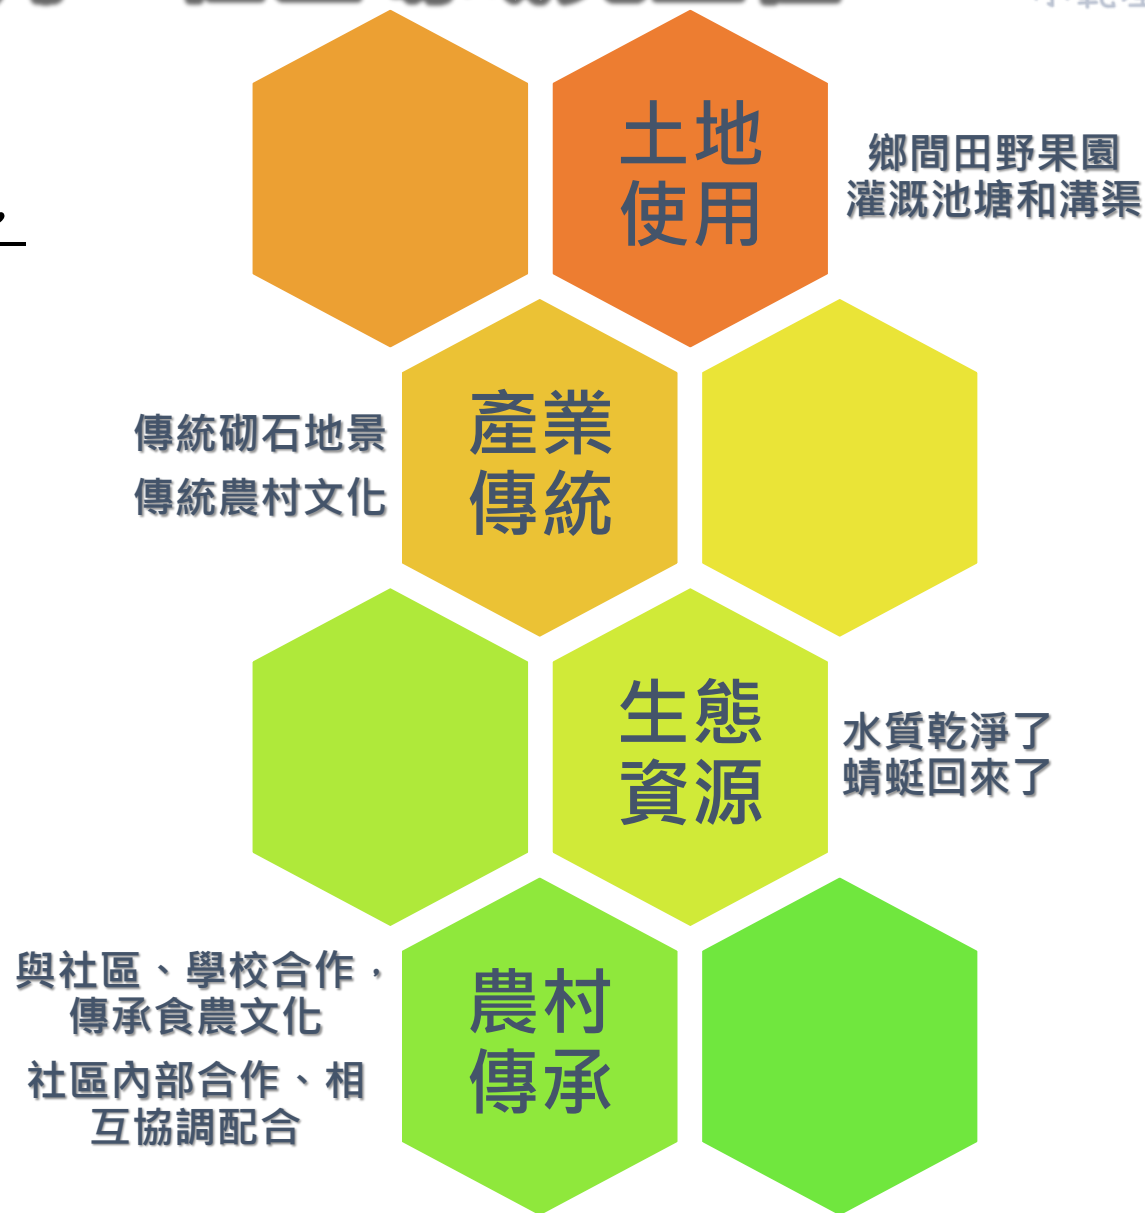 土地
使用
鄉間田野果園
灌溉池塘和溝渠
產業
傳統
傳統砌石地景
傳統農村文化
生態
資源
水質乾淨了
蜻蜓回來了
農村
傳承
與社區、學校合作，
傳承食農文化
社區內部合作、相
互協調配合